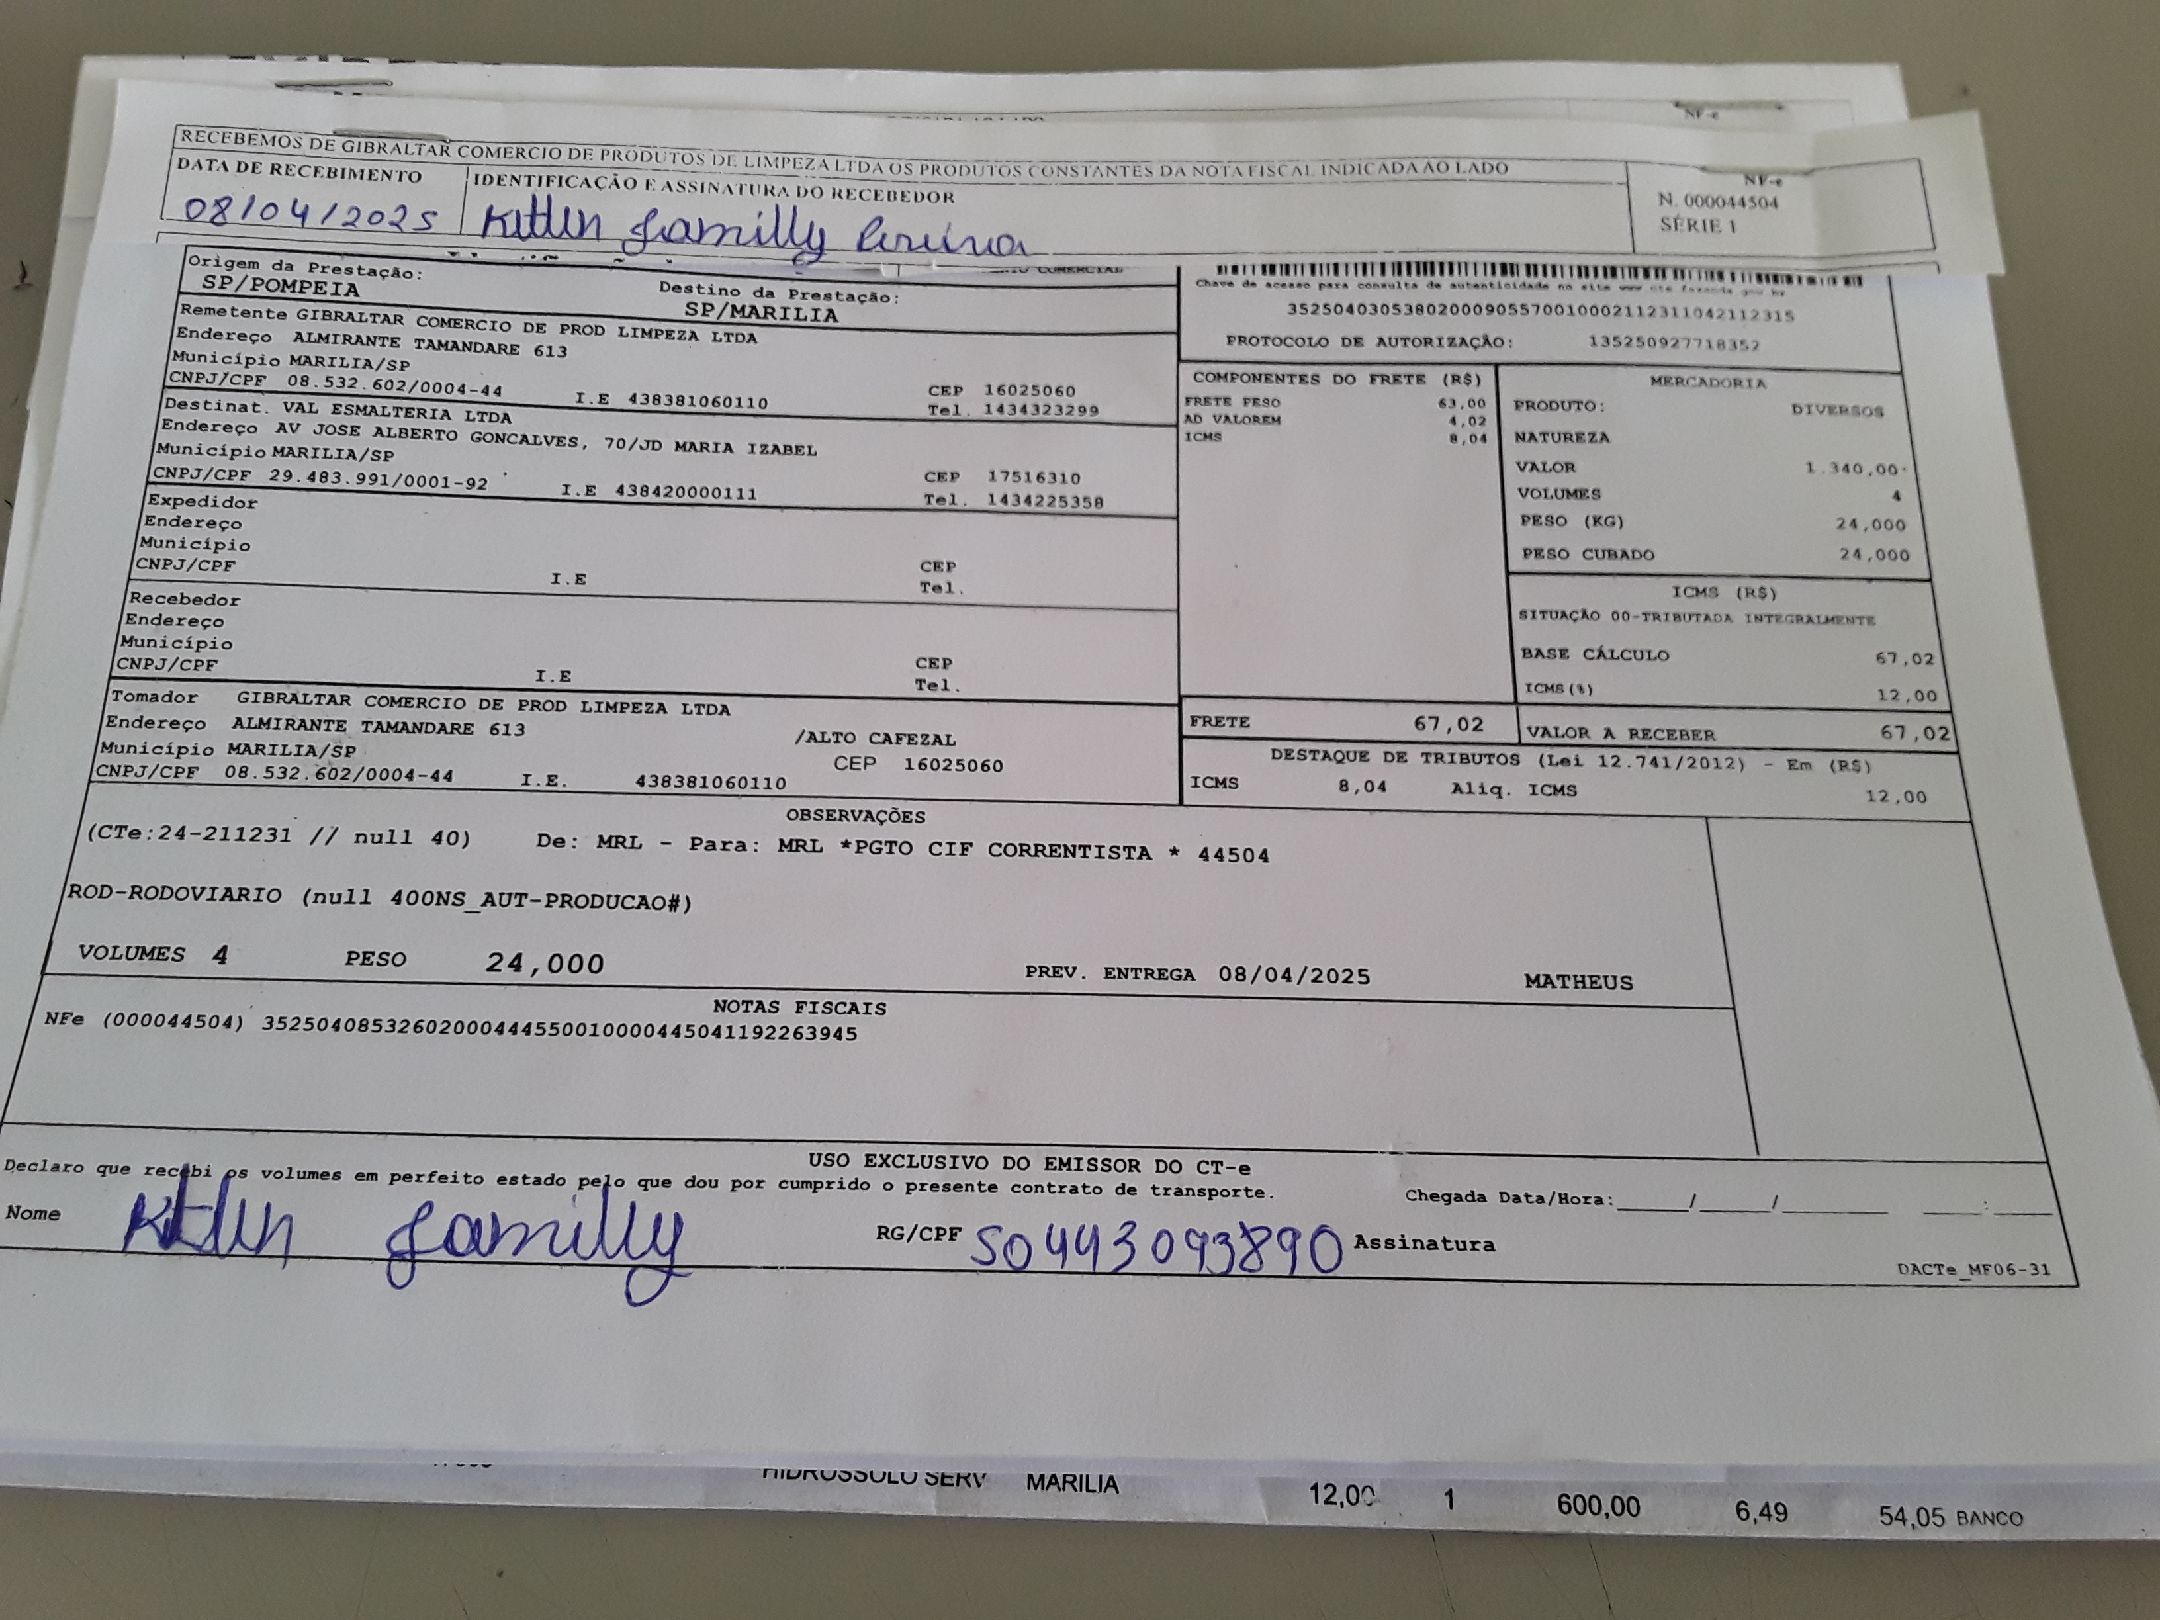 NF-e
RECEBEMOS DE GIBRALTAR COMERCIO DE PRODUTOS DE LIMPEZA LTDA OS PRODUTOS CONSTANTES DA NOTA FISCAL INDICADA AO LADO
DATA DE RECEBIMENTO
IDENTIFICAÇÃO E ASSINATURA DO RECEBEDOR
08/04/2025
Ketlen Jamilly
NF-e
N. 000044504
SÉRIE 1
Origem da Prestação:
SP/POMPEIA
Destino da Prestação:
SP/MARILIA
Remetente GIBRALTAR COMERCIO DE PROD LIMPEZA LTDA
Endereço ALMIRANTE TAMANDARE 613
Município MARILIA/SP
CEP 16025060
CNPJ/CPF 08.532.602/0004-44 I.E 438381060110 Tel. 1434323299
Destinat. VAL ESMALTERIA LTDA
Endereço AV JOSE ALBERTO GONCALVES, 70/JD MARIA IZABEL
Município MARILIA/SP
CEP 17516310
CNPJ/CPF 29.483.991/0001-92 I.E 438420000111 Tel. 1434225358
Expedidor
Endereço
Município
CEP
CNPJ/CPF I.E Tel.
Recebedor
Endereço
Município
CEP
CNPJ/CPF I.E Tel.
Tomador GIBRALTAR COMERCIO DE PROD LIMPEZA LTDA
Endereço ALMIRANTE TAMANDARE 613 /ALTO CAFEZAL
Município MARILIA/SP CEP 16025060
CNPJ/CPF 08.532.602/0004-44 I.E. 438381060110
Chave de acesso para consulta de autenticidade no site www cte fazenda gov br
35250403053802000905570010002112311042112315
PROTOCOLO DE AUTORIZAÇÃO: 135250927718352
COMPONENTES DO FRETE (R$)
FRETE PESO 63,00
AD VALOREM 4,02
ICMS 8,04
MERCADORIA
PRODUTO: DIVERSOS
NATUREZA
VALOR 1.340,00
VOLUMES 4
PESO (KG) 24,000
PESO CUBADO 24,000
ICMS (R$)
SITUAÇÃO 00-TRIBUTADA INTEGRALMENTE
BASE CÁLCULO 67,02
ICMS(%) 12,00
FRETE 67,02
VALOR A RECEBER 67,02
DESTAQUE DE TRIBUTOS (Lei 12.741/2012) - Em (R$)
ICMS 8,04 Aliq. ICMS 12,00
OBSERVAÇÕES
(CTe:24-211231 // null 40) De: MRL - Para: MRL *PGTO CIF CORRENTISTA * 44504
ROD-RODOVIARIO (null 400NS_AUT-PRODUCAO#)
VOLUMES 4 PESO 24,000 PREV. ENTREGA 08/04/2025 MATHEUS
NOTAS FISCAIS
NFe (000044504) 35250408532602000444550010000445041192263945
USO EXCLUSIVO DO EMISSOR DO CT-e
Declaro que recebi os volumes em perfeito estado pelo que dou por cumprido o presente contrato de transporte.
Chegada Data/Hora:_____/_____/________ ____:____
Nome Ketlen Jamilly RG/CPF 50443093890 Assinatura
DACTe_MF06-31
HIDROSSOLO SERV MARILIA 12,00 1 600,00 6,49 54,05 BANCO